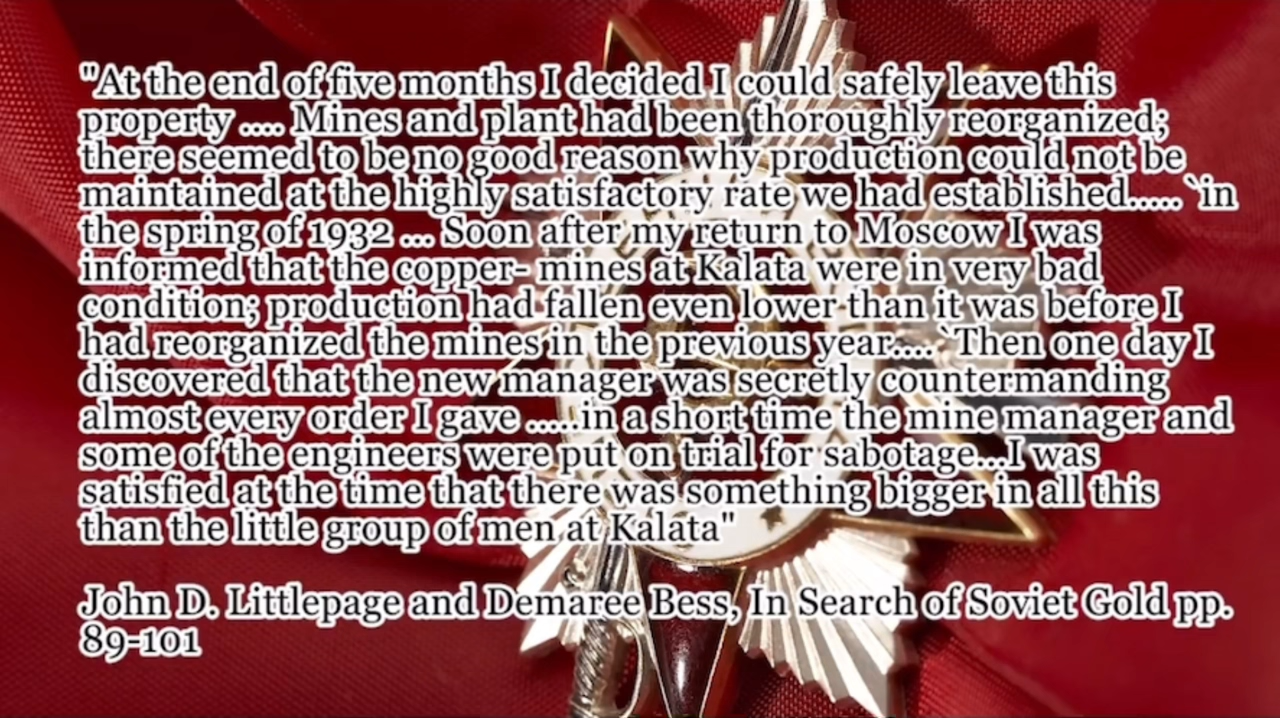 "At the end of five months I decided I could safely leave this
property .... Mines and plant had been thoroughly reorganized;
there seemed to be no good reason why production could not be
maintained at the highly satisfactory rate we had established..... `in
the spring of 1932 ... Soon after my return to Moscow I was
informed that the copper- mines at Kalata were in very bad
condition; production had fallen even lower than it was before I
had reorganized the mines in the previous year.... `Then one day I
discovered that the new manager was secretly countermanding
almost every order I gave .....in a short time the mine manager and
some of the engineers were put on trial for sabotage...I was
satisfied at the time that there was something bigger in all this
than the little group of men at Kalata"
John D. Littlepage and Demaree Bess, In Search of Soviet Gold pp.
89-101